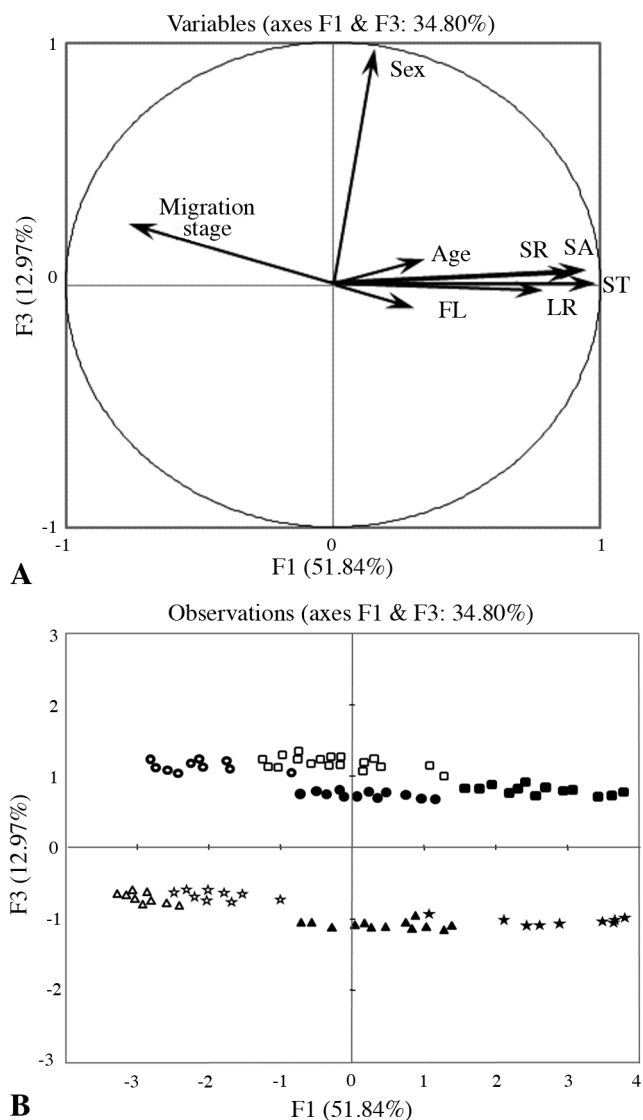 Variables (axes F1 & F3: 34.80%)
1
Sex
Migration
stage
Age
SR
SA
ST
FL
LR
0
F3 (12.97%)
-1
-1
0
1
F1 (51.84%)
A
Observations (axes F1 & F3: 34.80%)
3
2
1
0
-1
-2
-3
F3 (12.97%)
-3
-2
-1
0
1
2
3
4
F1 (51.84%)
B